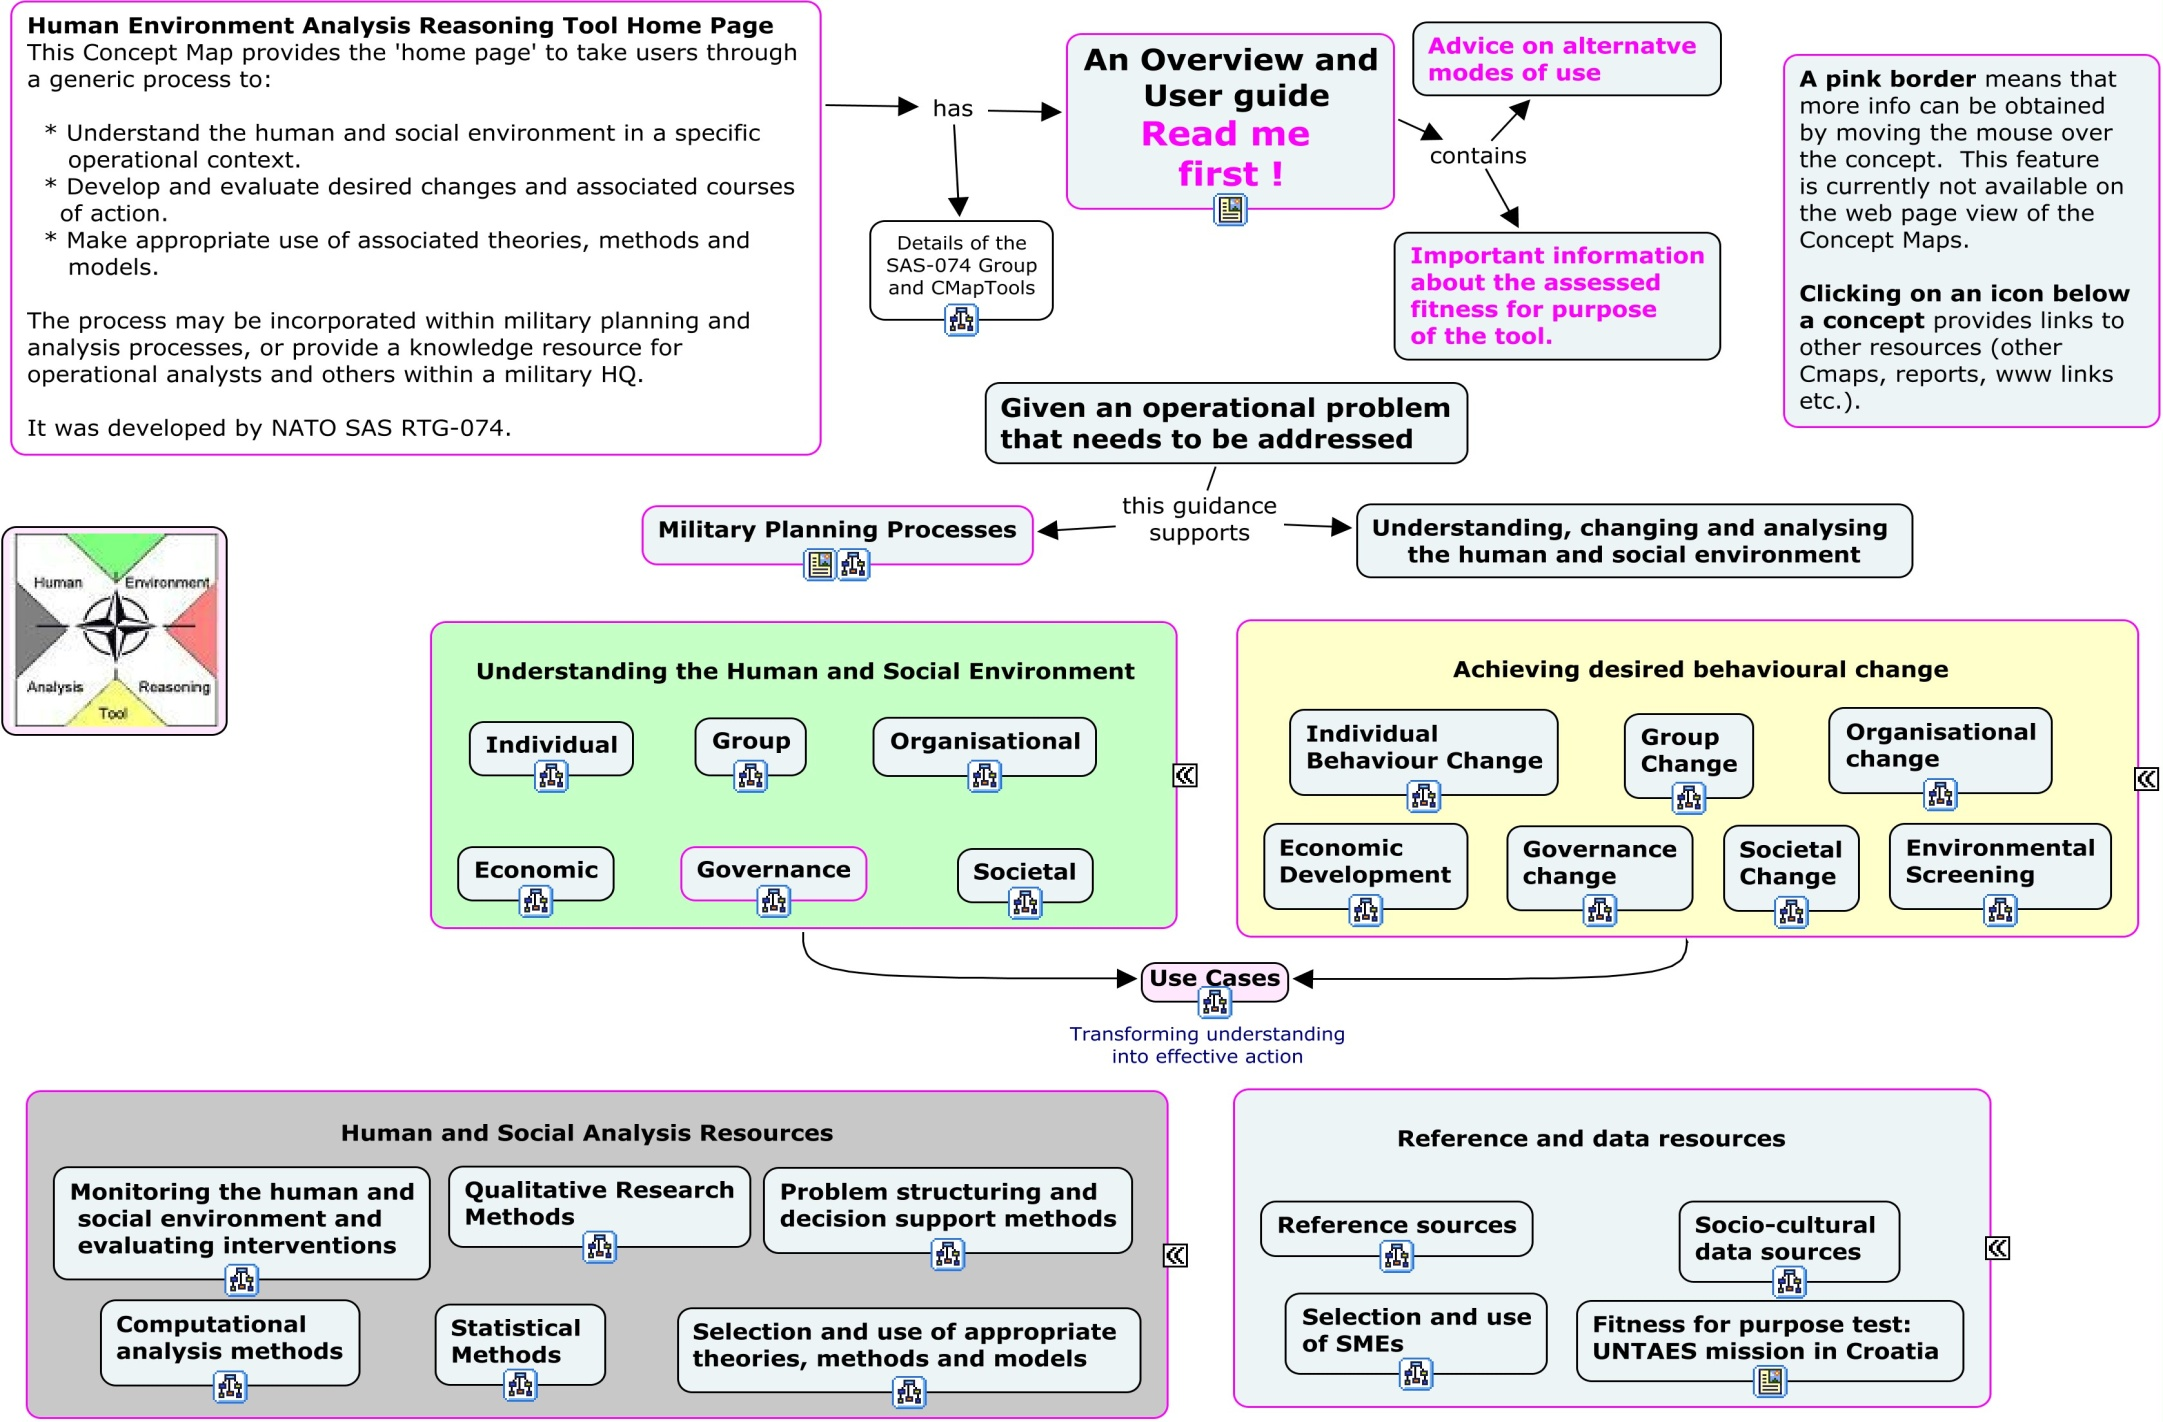 Human Environment Analysis Reasoning Tool Home Page
This Concept Map provides the 'home page' to take users through
a generic process to:
* Understand the human and social environment in a specific
operational context.
* Develop and evaluate desired changes and associated courses
of action.
* Make appropriate use of associated theories, methods and
models.
The process may be incorporated within military planning and
analysis processes, or provide a knowledge resource for
operational analysts and others within a military HQ.
It was developed by NATO SAS RTG-074.
has
An Overview and
User guide
Read me
first !
Details of the
SAS-074 Group
and CMapTools
contains
Advice on alternatve
modes of use
Important information
about the assessed
fitness for purpose
of the tool.
A pink border means that
more info can be obtained
by moving the mouse over
the concept.  This feature
is currently not available on
the web page view of the
Concept Maps.
Clicking on an icon below
a concept provides links to
other resources (other
Cmaps, reports, www links
etc.).
Given an operational problem
that needs to be addressed
this guidance
supports
Military Planning Processes
Understanding, changing and analysing
the human and social environment
Human Environment
Analysis Reasoning
Tool
Understanding the Human and Social Environment
Individual
Group
Organisational
Economic
Governance
Societal
Achieving desired behavioural change
Individual
Behaviour Change
Group
Change
Organisational
change
Economic
Development
Governance
change
Societal
Change
Environmental
Screening
Use Cases
Transforming understanding
into effective action
Human and Social Analysis Resources
Monitoring the human and
social environment and
evaluating interventions
Qualitative Research
Methods
Problem structuring and
decision support methods
Computational
analysis methods
Statistical
Methods
Selection and use of appropriate
theories, methods and models
Reference and data resources
Reference sources
Socio-cultural
data sources
Selection and use
of SMEs
Fitness for purpose test:
UNTAES mission in Croatia